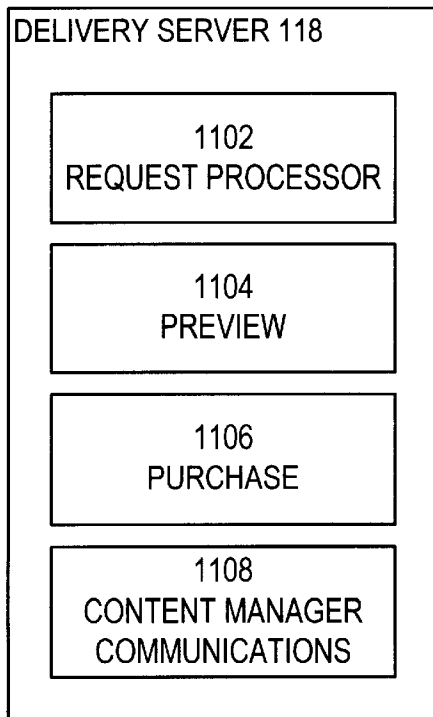 DELIVERY SERVER 118
1102
REQUEST PROCESSOR
1104
PREVIEW
1106
PURCHASE
1108
CONTENT MANAGER
COMMUNICATIONS